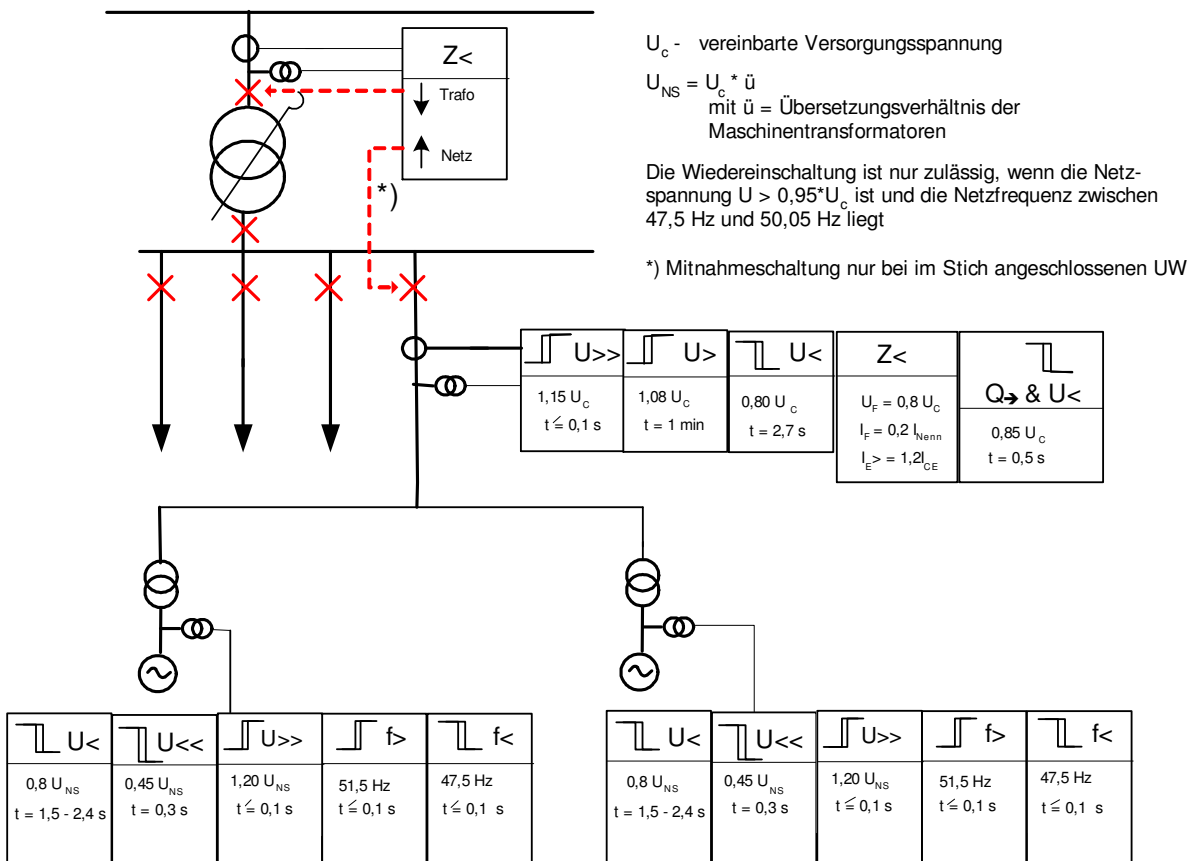 Z<
Trafo
Netz
*)
U_c - vereinbarte Versorgungsspannung
U_NS = U_c * ü
mit ü = Übersetzungsverhältnis der
Maschinentransformatoren
Die Wiedereinschaltung ist nur zulässig, wenn die Netz-
spannung U > 0,95*U_c ist und die Netzfrequenz zwischen
47,5 Hz und 50,05 Hz liegt
*) Mitnahmeschaltung nur bei im Stich angeschlossenen UW
U>>
1,15 U_C
t ≦ 0,1 s
U>
1,08 U_C
t = 1 min
U<
0,80 U_C
t = 2,7 s
Z<
U_F = 0,8 U_C
I_F = 0,2 I_Nenn
I_E> = 1,2I_CE
Q→ & U<
0,85 U_C
t = 0,5 s
U<
0,8 U_NS
t = 1,5 - 2,4 s
U<<
0,45 U_NS
t = 0,3 s
U>>
1,20 U_NS
t ≦ 0,1 s
f>
51,5 Hz
t ≦ 0,1 s
f<
47,5 Hz
t ≦ 0,1 s
U<
0,8 U_NS
t = 1,5 - 2,4 s
U<<
0,45 U_NS
t = 0,3 s
U>>
1,20 U_NS
t ≦ 0,1 s
f>
51,5 Hz
t ≦ 0,1 s
f<
47,5 Hz
t ≦ 0,1 s